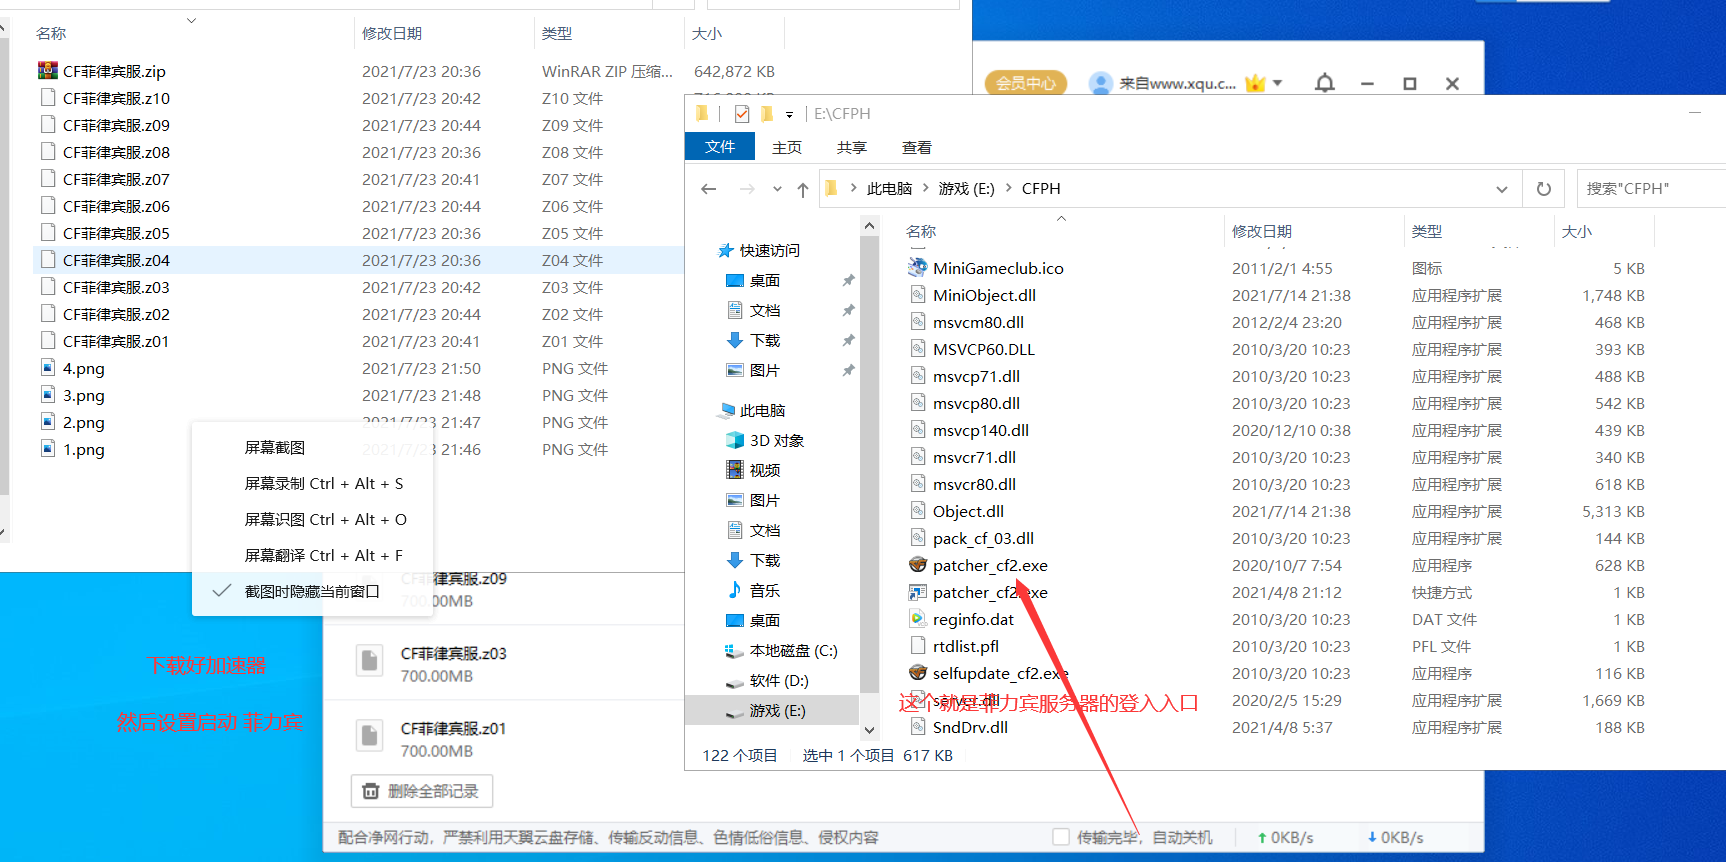 名称 修改日期 类型 大小
CF菲律宾服.zip 2021/7/23 20:36 WinRAR ZIP 压缩... 642,872 KB
CF菲律宾服.z10 2021/7/23 20:42 Z10 文件
CF菲律宾服.z09 2021/7/23 20:44 Z09 文件
CF菲律宾服.z08 2021/7/23 20:36 Z08 文件
CF菲律宾服.z07 2021/7/23 20:41 Z07 文件
CF菲律宾服.z06 2021/7/23 20:42 Z06 文件
CF菲律宾服.z05 2021/7/23 20:36 Z05 文件
CF菲律宾服.z04 2021/7/23 20:36 Z04 文件
CF菲律宾服.z03 2021/7/23 20:42 Z03 文件
CF菲律宾服.z02 2021/7/23 20:44 Z02 文件
CF菲律宾服.z01 2021/7/23 20:41 Z01 文件
4.png 2021/7/23 21:50 PNG 文件
3.png 2021/7/23 21:48 PNG 文件
2.png 2021/7/23 21:47 PNG 文件
1.png 2021/7/23 21:46 PNG 文件
屏幕截图
屏幕录制 Ctrl + Alt + S
屏幕识图 Ctrl + Alt + O
屏幕翻译 Ctrl + Alt + F
截图时隐藏当前窗口
下载好加速器
然后设置启动 菲力宾
会员中心 来自www.xqu.c...
E:\CFPH
文件 主页 共享 查看
此电脑 游戏 (E:) CFPH 搜索"CFPH"
快速访问
桌面
文档
下载
图片
此电脑
3D 对象
视频
图片
文档
下载
音乐
桌面
本地磁盘 (C:)
软件 (D:)
游戏 (E:)
名称 修改日期 类型 大小
MiniGameclub.ico 2011/2/1 4:55 图标 5 KB
MiniObject.dll 2021/7/14 21:38 应用程序扩展 1,748 KB
msvcm80.dll 2012/2/4 23:20 应用程序扩展 468 KB
MSVCP60.DLL 2010/3/20 10:23 应用程序扩展 393 KB
msvcp71.dll 2010/3/20 10:23 应用程序扩展 488 KB
msvcp80.dll 2010/3/20 10:23 应用程序扩展 542 KB
msvcp140.dll 2020/12/10 0:38 应用程序扩展 439 KB
msvcr71.dll 2010/3/20 10:23 应用程序扩展 340 KB
msvcr80.dll 2010/3/20 10:23 应用程序扩展 618 KB
Object.dll 2021/7/14 21:38 应用程序扩展 5,313 KB
pack_cf_03.dll 2010/3/20 10:23 应用程序扩展 144 KB
patcher_cf2.exe 2020/10/7 7:54 应用程序 628 KB
patcher_cf2.exe 2021/4/8 21:12 快捷方式 1 KB
reginfo.dat 2010/3/20 10:23 DAT 文件 1 KB
rtdlist.pfl 2010/3/20 10:23 PFL 文件 1 KB
selfupdate_cf2.exe 2010/3/20 10:23 应用程序 116 KB
server.dll 2020/2/5 15:29 应用程序扩展 1,669 KB
这个就是菲力宾服务器的登入入口
SndDrv.dll 2021/4/8 5:37 应用程序扩展 188 KB
122 个项目 选中 1 个项目 617 KB
CF菲律宾服.z09
700.00MB
CF菲律宾服.z03
700.00MB
CF菲律宾服.z01
700.00MB
删除全部记录
配合净网行动，严禁利用天翼云盘存储、传输反动信息、色情低俗信息、侵权内容 传输完毕，自动关机 0KB/s 0KB/s